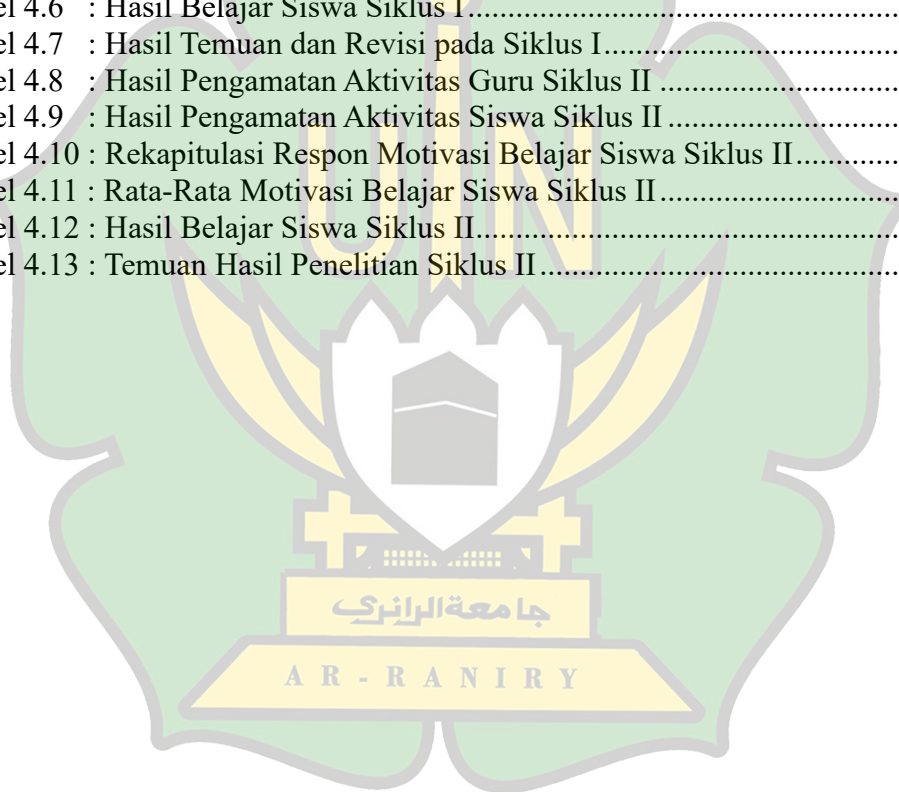 el 4.6 : Hasil Belajar Siswa Siklus I........................................................
el 4.7 : Hasil Temuan dan Revisi pada Siklus I.......................................
el 4.8 : Hasil Pengamatan Aktivitas Guru Siklus II ................................
el 4.9 : Hasil Pengamatan Aktivitas Siswa Siklus II ...............................
el 4.10 : Rekapitulasi Respon Motivasi Belajar Siswa Siklus II..............
el 4.11 : Rata-Rata Motivasi Belajar Siswa Siklus II ................................
el 4.12 : Hasil Belajar Siswa Siklus II.......................................................
el 4.13 : Temuan Hasil Penelitian Siklus II ...............................................
UIN
جامعة الرانري
AR-RANIRY